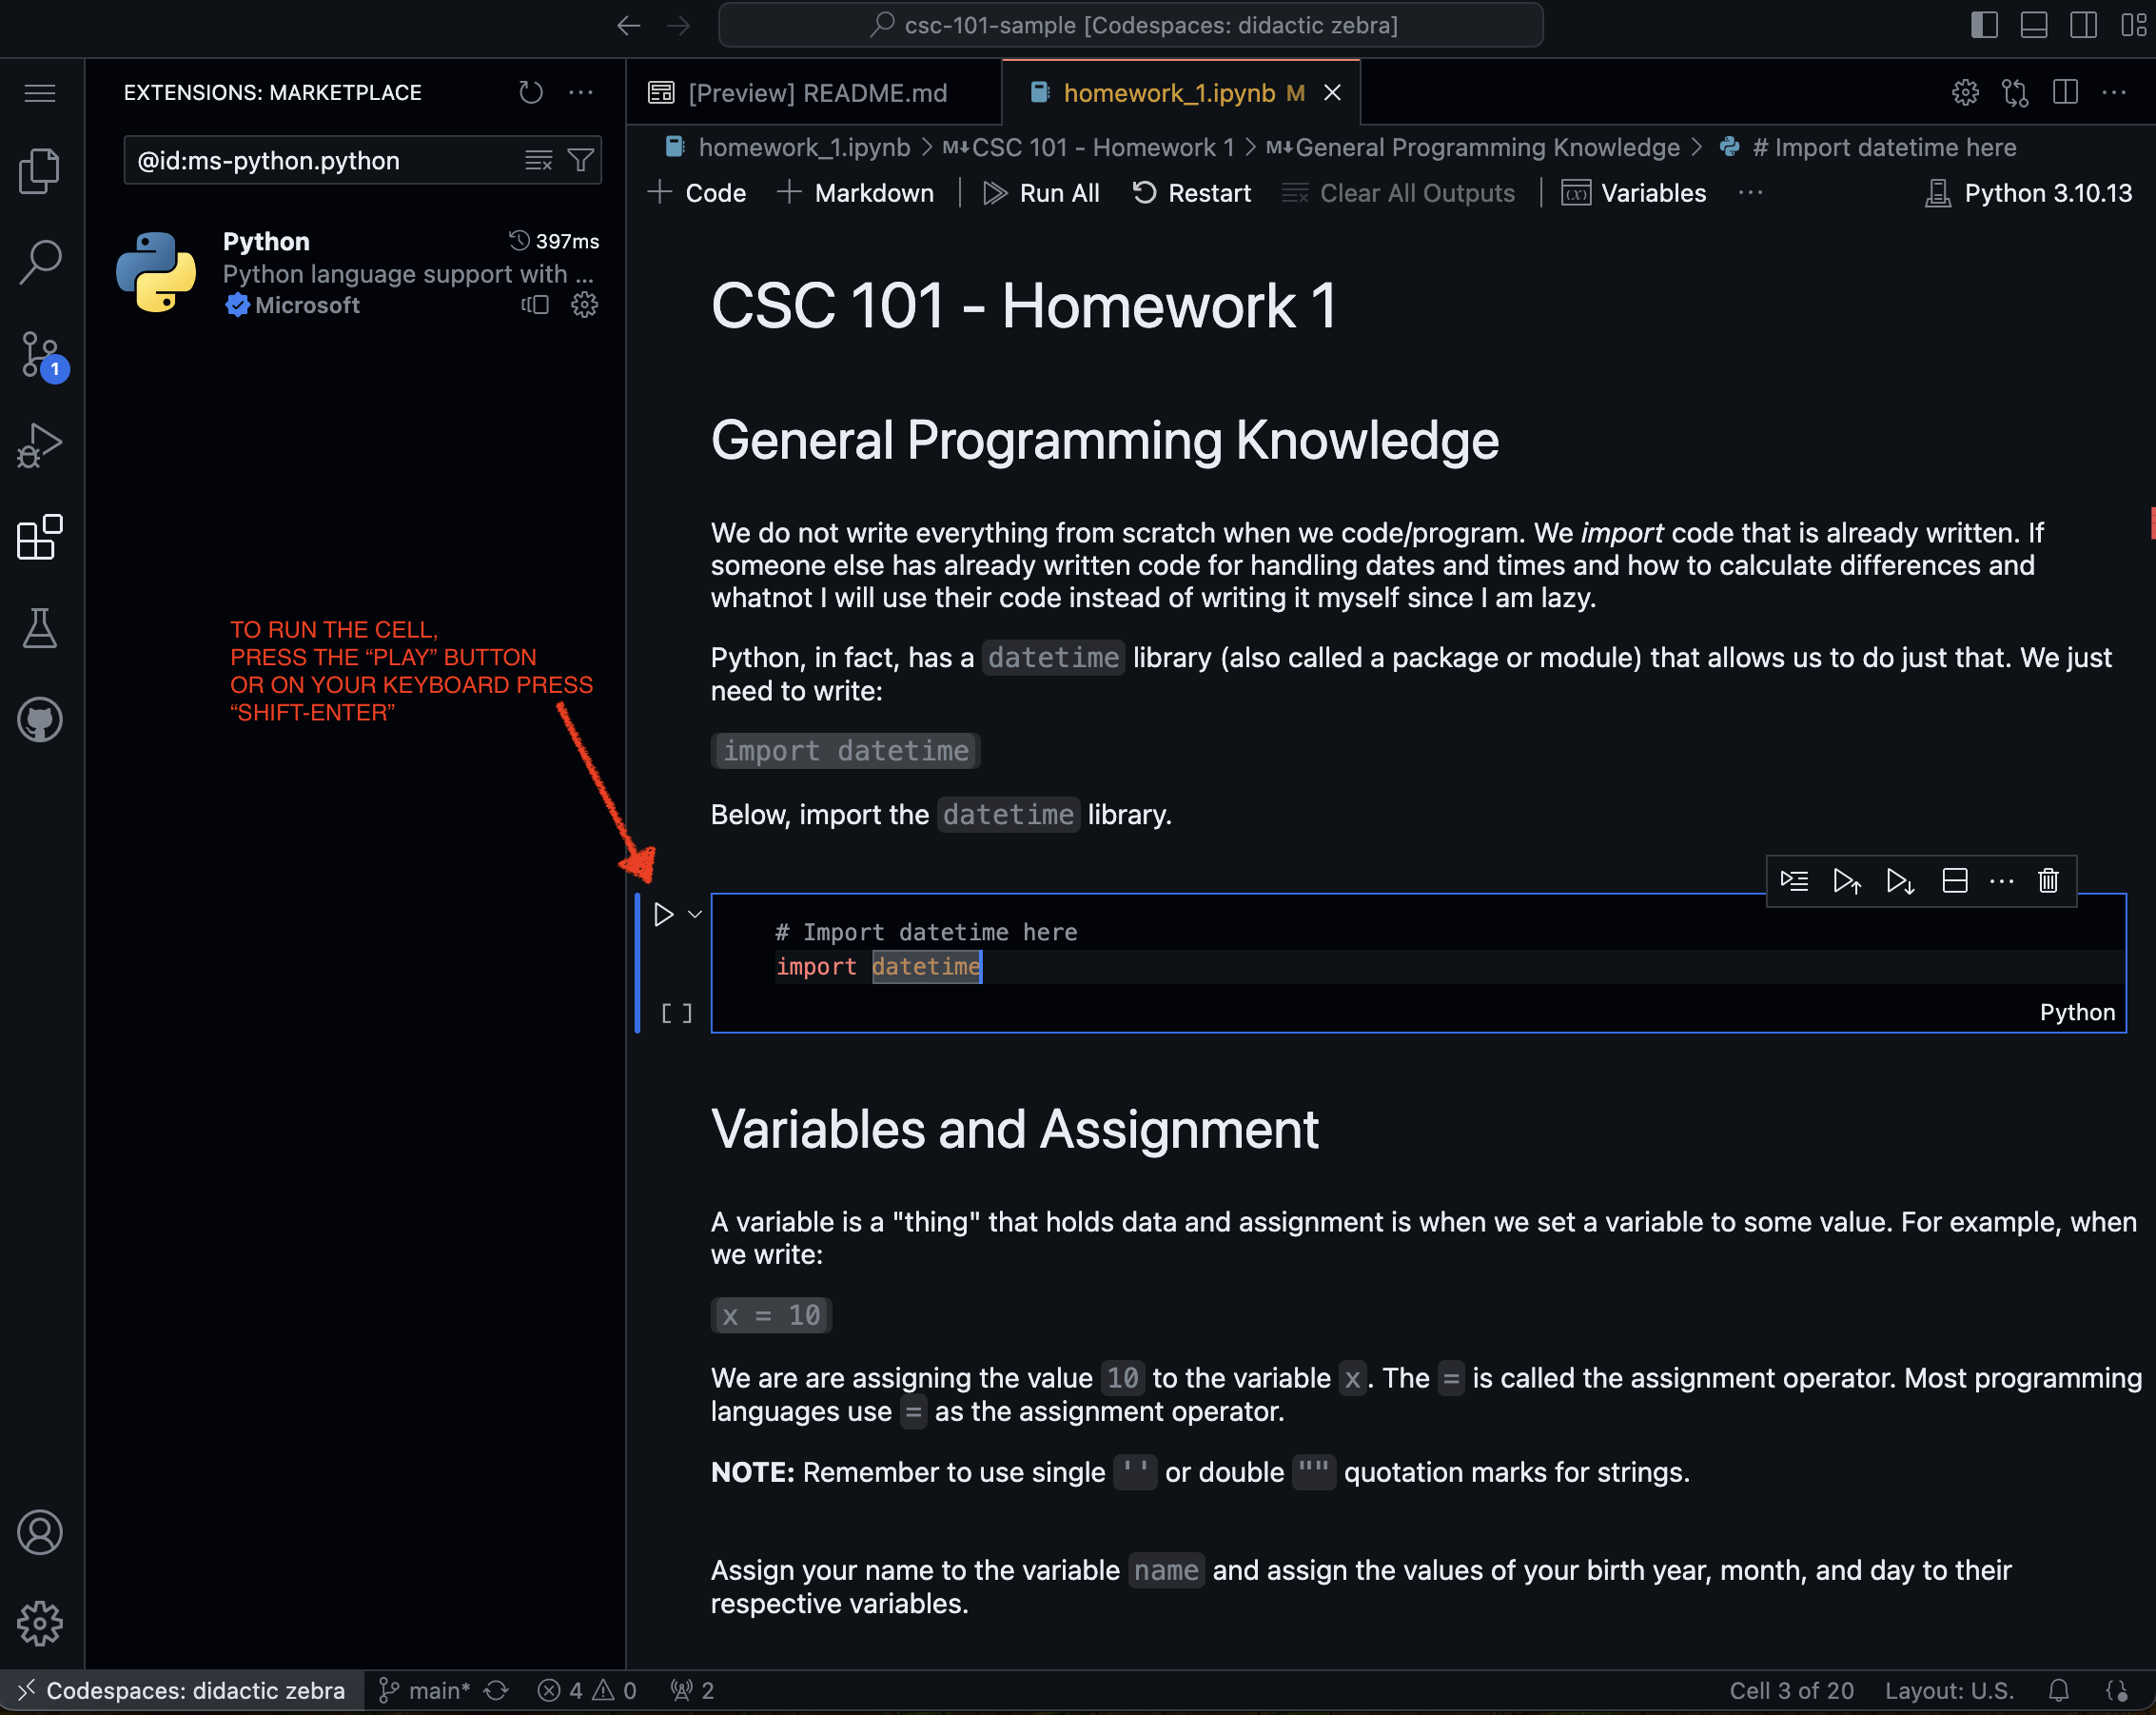 csc-101-sample [Codespaces: didactic zebra]
EXTENSIONS: MARKETPLACE
@id:ms-python.python
Python
397ms
Python language support with ...
Microsoft
1
TO RUN THE CELL,
PRESS THE “PLAY” BUTTON
OR ON YOUR KEYBOARD PRESS
“SHIFT-ENTER”
[Preview] README.md
homework_1.ipynb M
homework_1.ipynb > M↓CSC 101 - Homework 1 > M↓General Programming Knowledge > # Import datetime here
+ Code + Markdown | Run All Restart Clear All Outputs | Variables ... Python 3.10.13
CSC 101 - Homework 1
General Programming Knowledge
We do not write everything from scratch when we code/program. We import code that is already written. If
someone else has already written code for handling dates and times and how to calculate differences and
whatnot I will use their code instead of writing it myself since I am lazy.
Python, in fact, has a datetime library (also called a package or module) that allows us to do just that. We just
need to write:
import datetime
Below, import the datetime library.
# Import datetime here
import datetime
[ ]
Python
Variables and Assignment
A variable is a "thing" that holds data and assignment is when we set a variable to some value. For example, when
we write:
x = 10
We are are assigning the value 10 to the variable x. The = is called the assignment operator. Most programming
languages use = as the assignment operator.
NOTE: Remember to use single '' or double "" quotation marks for strings.
Assign your name to the variable name and assign the values of your birth year, month, and day to their
respective variables.
Codespaces: didactic zebra main* 4 0 2 Cell 3 of 20 Layout: U.S.